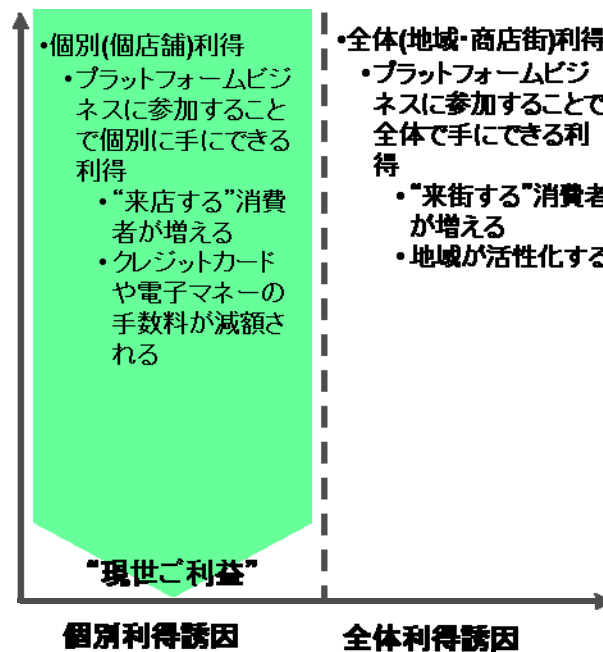 •個別(個店舗)利得
•プラットフォームビジ
ネスに参加すること
で個別に手にできる
利得
•“来店する”消費
者が増える
•クレジットカード
や電子マネーの
手数料が減額さ
れる
“現世ご利益”
•全体(地域・商店街)利得
•プラットフォームビジ
ネスに参加することで
全体で手にできる利
得
•“来街する”消費者
が増える
•地域が活性化する
個別利得誘因
全体利得誘因